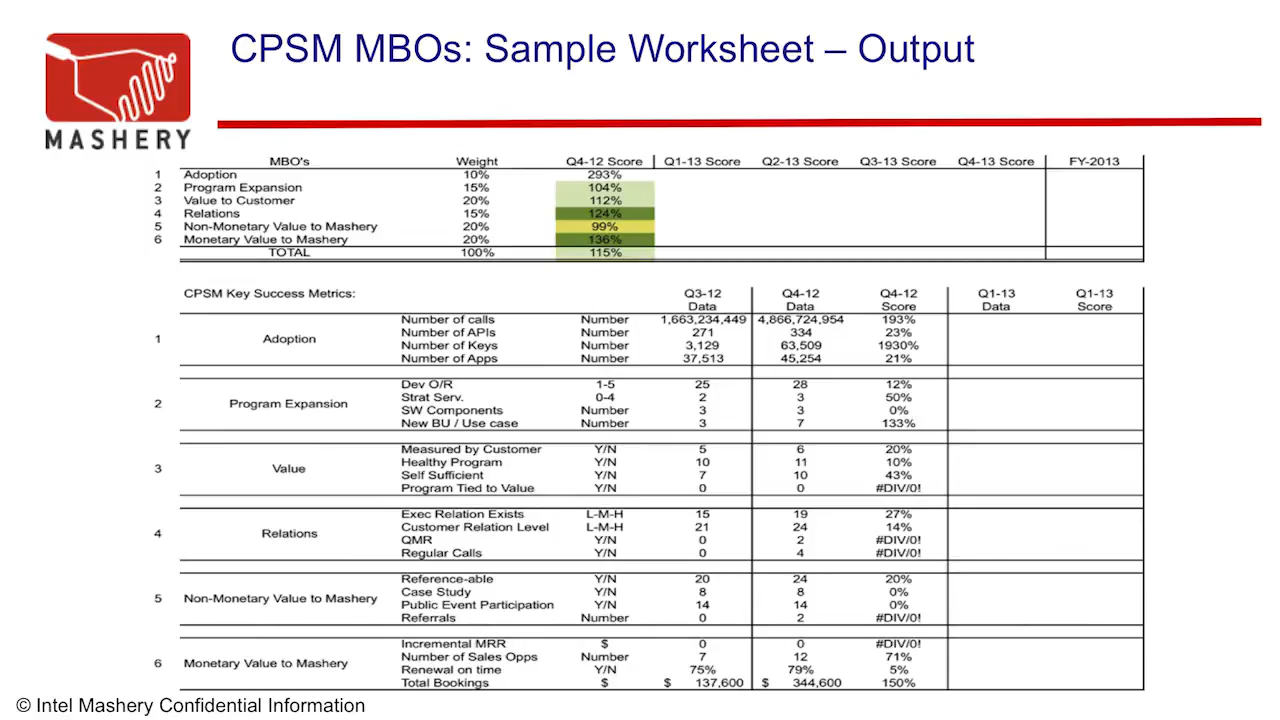 CPSM MBOs: Sample Worksheet – Output
MASHERY
MBO's Weight Q4-12 Score Q1-13 Score Q2-13 Score Q3-13 Score Q4-13 Score FY-2013
1 Adoption 10% 293%
2 Program Expansion 15% 104%
3 Value to Customer 20% 112%
4 Relations 15% 124%
5 Non-Monetary Value to Mashery 20% 99%
6 Monetary Value to Mashery 20% 136%
TOTAL 100% 115%
CPSM Key Success Metrics: Q3-12 Q4-12 Q4-12 Q1-13 Q1-13
Data Data Score Data Score
Number of calls Number 1,663,234,449 4,866,724,954 193%
Number of APIs Number 271 334 23%
1 Adoption Number of Keys Number 3,129 63,509 1930%
Number of Apps Number 37,513 45,254 21%
Dev O/R 1-5 25 28 12%
2 Program Expansion Strat Serv. 0-4 2 3 50%
SW Components Number 3 3 0%
New BU / Use case Number 3 7 133%
Measured by Customer Y/N 5 6 20%
3 Value Healthy Program Y/N 10 11 10%
Self Sufficient Y/N 7 10 43%
Program Tied to Value Y/N 0 0 #DIV/0!
Exec Relation Exists L-M-H 15 19 27%
4 Relations Customer Relation Level L-M-H 21 24 14%
QMR Y/N 0 2 #DIV/0!
Regular Calls Y/N 0 4 #DIV/0!
Reference-able Y/N 20 24 20%
5 Non-Monetary Value to Mashery Case Study Y/N 8 8 0%
Public Event Participation Y/N 14 14 0%
Referrals Number 0 2 #DIV/0!
Incremental MRR $ 0 0 #DIV/0!
6 Monetary Value to Mashery Number of Sales Opps Number 7 12 71%
Renewal on time Y/N 75% 79% 5%
Total Bookings $ $ 137,600 $ 344,600 150%
© Intel Mashery Confidential Information